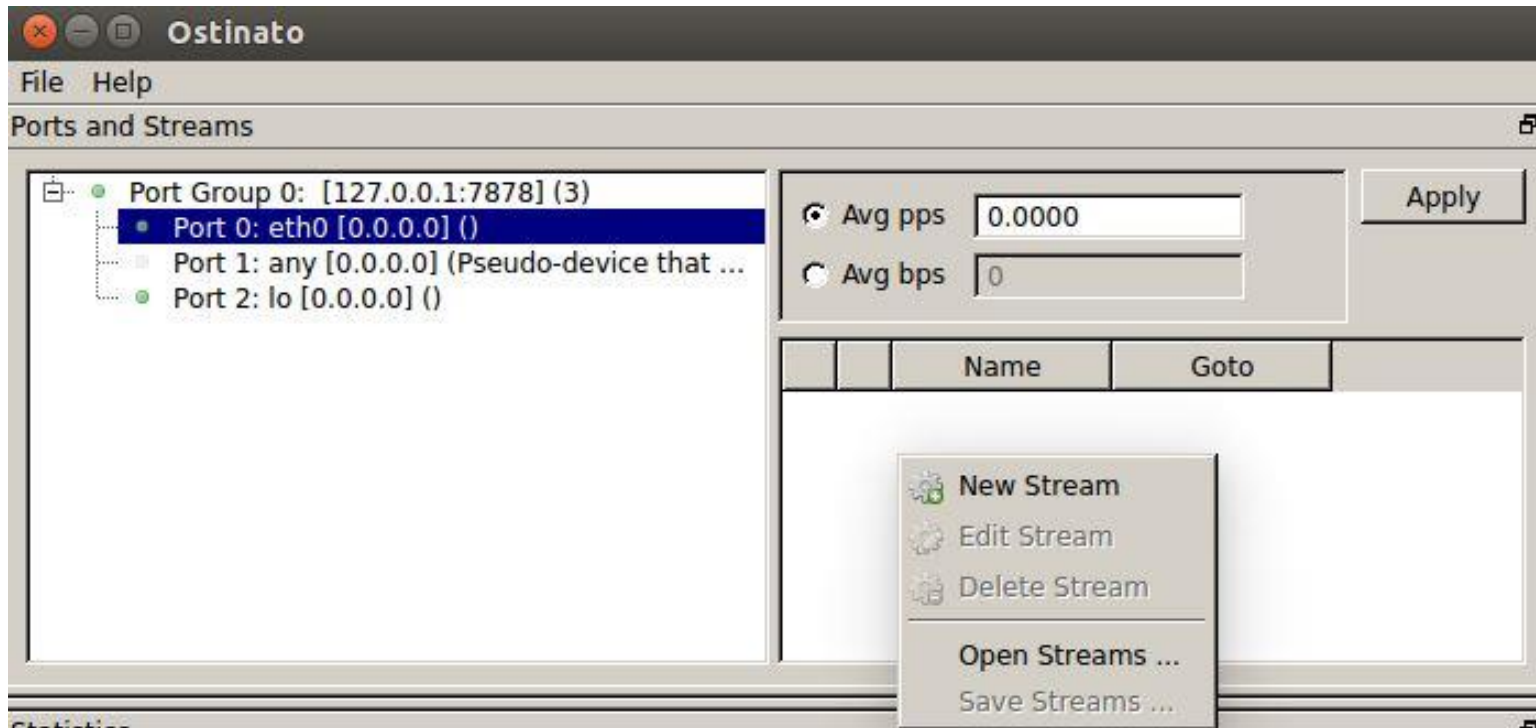 Ostinato
File Help
Ports and Streams
Port Group 0: [127.0.0.1:7878] (3)
Port 0: eth0 [0.0.0.0] ()
Port 1: any [0.0.0.0] (Pseudo-device that ...
Port 2: lo [0.0.0.0] ()
Avg pps 0.0000
Avg bps 0
Apply
Name Goto
New Stream
Edit Stream
Delete Stream
Open Streams ...
Save Streams ...
Statistics